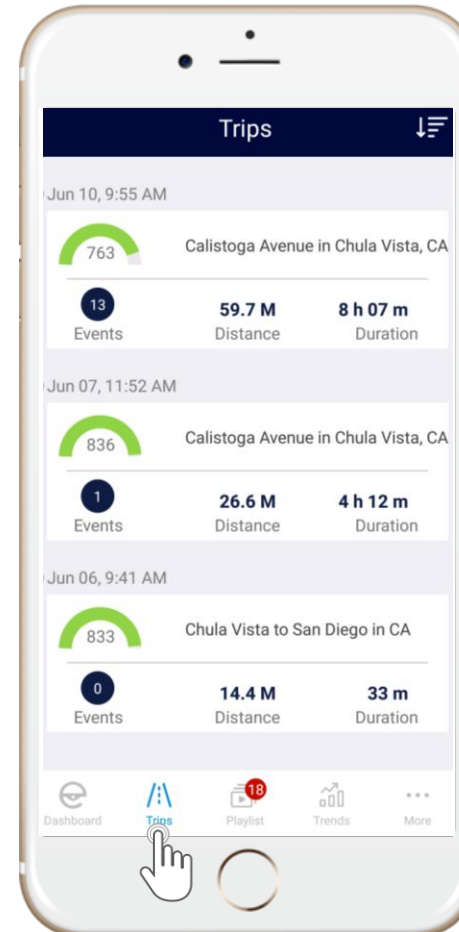 Trips
Jun 10, 9:55 AM
763 Calistoga Avenue in Chula Vista, CA
13 59.7 M 8 h 07 m
Events Distance Duration
Jun 07, 11:52 AM
836 Calistoga Avenue in Chula Vista, CA
1 26.6 M 4 h 12 m
Events Distance Duration
Jun 06, 9:41 AM
833 Chula Vista to San Diego in CA
0 14.4 M 33 m
Events Distance Duration
18
Dashboard Trips Playlist Trends More